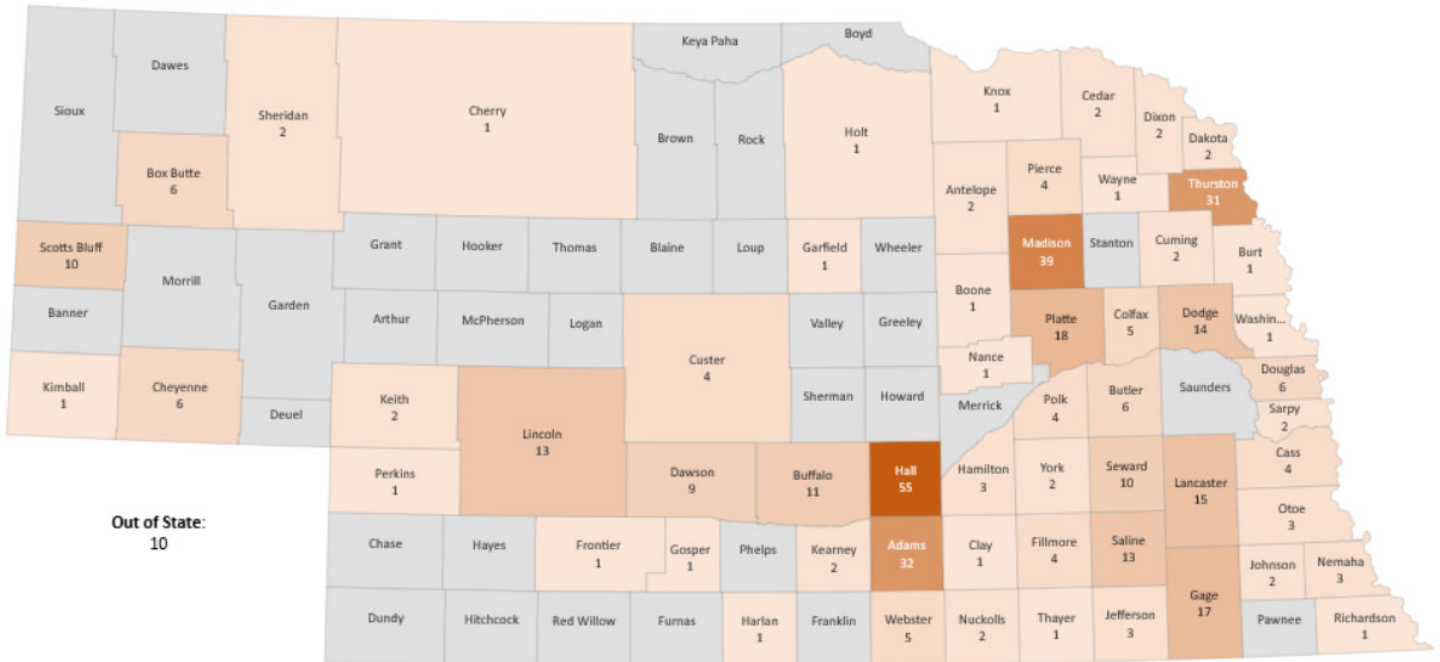 Keya Paha
Boyd
Dawes
Sioux
Sheridan
2
Cherry
1
Brown
Rock
Holt
1
Knox
1
Cedar
2
Dixon
2
Dakota
2
Box Butte
6
Antelope
2
Pierce
4
Wayne
1
Thurston
31
Scotts Bluff
10
Morrill
Garden
Grant
Hooker
Thomas
Blaine
Loup
Garfield
1
Wheeler
Madison
39
Stanton
Cuming
2
Burt
1
Banner
Arthur
McPherson
Logan
Custer
4
Valley
Greeley
Boone
1
Platte
18
Colfax
5
Dodge
14
Washin...
1
Nance
1
Kimball
1
Cheyenne
6
Deuel
Keith
2
Lincoln
13
Sherman
Howard
Merrick
Polk
4
Butler
6
Saunders
Douglas
6
Sarpy
2
Perkins
1
Dawson
9
Buffalo
11
Hall
55
Hamilton
3
York
2
Seward
10
Lancaster
15
Cass
4
Otoe
3
Out of State:
10
Chase
Hayes
Frontier
1
Gosper
1
Phelps
Kearney
2
Adams
32
Clay
1
Fillmore
4
Saline
13
Gage
17
Johnson
2
Nemaha
3
Dundy
Hitchcock
Red Willow
Furnas
Harlan
1
Franklin
Webster
5
Nuckolls
2
Thayer
1
Jefferson
3
Pawnee
Richardson
1